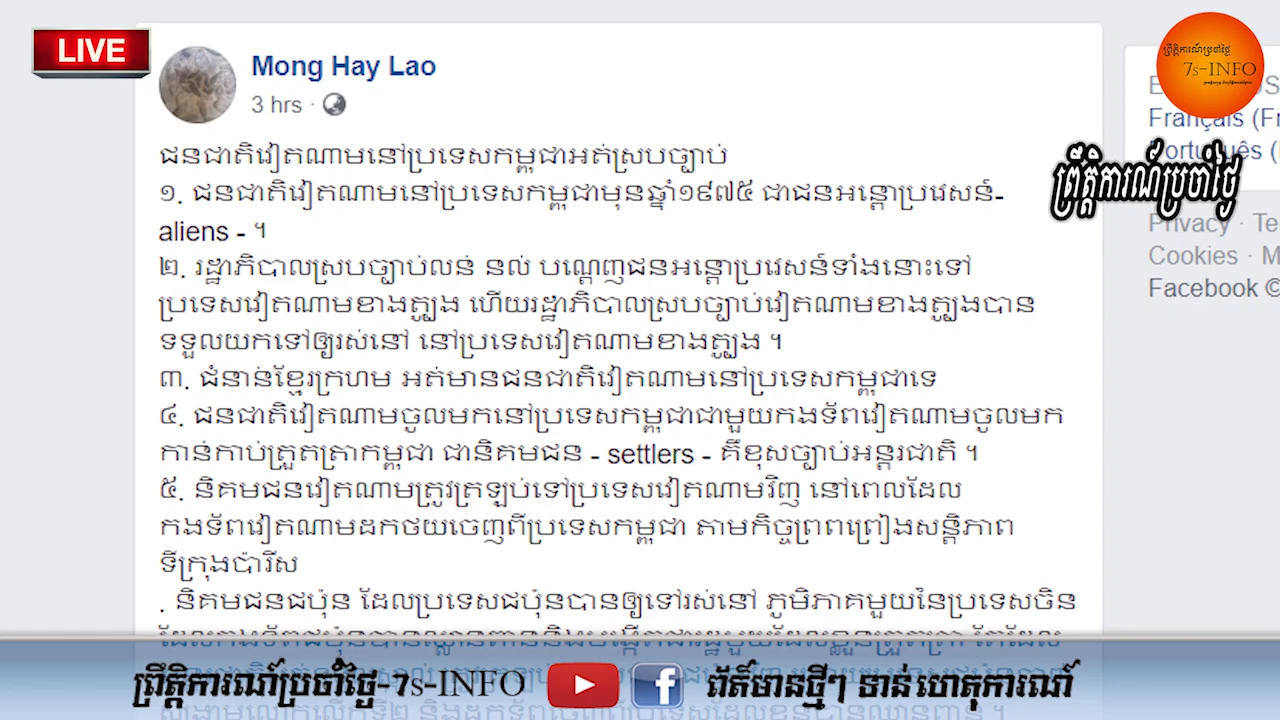 LIVE
Mong Hay Lao
3 hrs ·
ជនជាតិវៀតណាមនៅប្រទេសកម្ពុជាអត់ស្របច្បាប់
១. ជនជាតិវៀតណាមនៅប្រទេសកម្ពុជាមុនឆ្នាំ១៩៧៥ ជាជនអន្តោប្រវេសន៍-
aliens - ។
២. រដ្ឋាភិបាលស្របច្បាប់លន់ នល់ បណ្តេញជនអន្តោប្រវេសន៍ទាំងនោះទៅ
ប្រទេសវៀតណាមខាងត្បូង ហើយរដ្ឋាភិបាលស្របច្បាប់វៀតណាមខាងត្បូងបាន
ទទួលយកទៅឲ្យរស់នៅ នៅប្រទេសវៀតណាមខាងត្បូង ។
៣. ជំនាន់ខ្មែរក្រហម អត់មានជនជាតិវៀតណាមនៅប្រទេសកម្ពុជាទេ
៤. ជនជាតិវៀតណាមចូលមកនៅប្រទេសកម្ពុជាជាមួយកងទ័ពវៀតណាមចូលមក
កាន់កាប់ត្រួតត្រាកម្ពុជា ជានិគមជន - settlers - គឺខុសច្បាប់អន្តរជាតិ ។
៥. និគមជនវៀតណាមត្រូវត្រឡប់ទៅប្រទេសវៀតណាមវិញ នៅពេលដែល
កងទ័ពវៀតណាមដកថយចេញពីប្រទេសកម្ពុជា តាមកិច្ចព្រពព្រៀងសន្តិភាព
ទីក្រុងប៉ារីស
. និគមជនជប៉ុន ដែលប្រទេសជប៉ុនបានឲ្យទៅរស់នៅ ភូមិភាគមួយនៃប្រទេសចិន
7s-INFO
Français (Fr
ព្រឹត្តិការណ៍ប្រចាំថ្ងៃ
Privacy · Te
Cookies · M
Facebook ©
ព្រឹត្តិការណ៍ប្រចាំថ្ងៃ-7s-INFO
ព័ត៌មានថ្មីៗ ទាន់ហេតុការណ៍